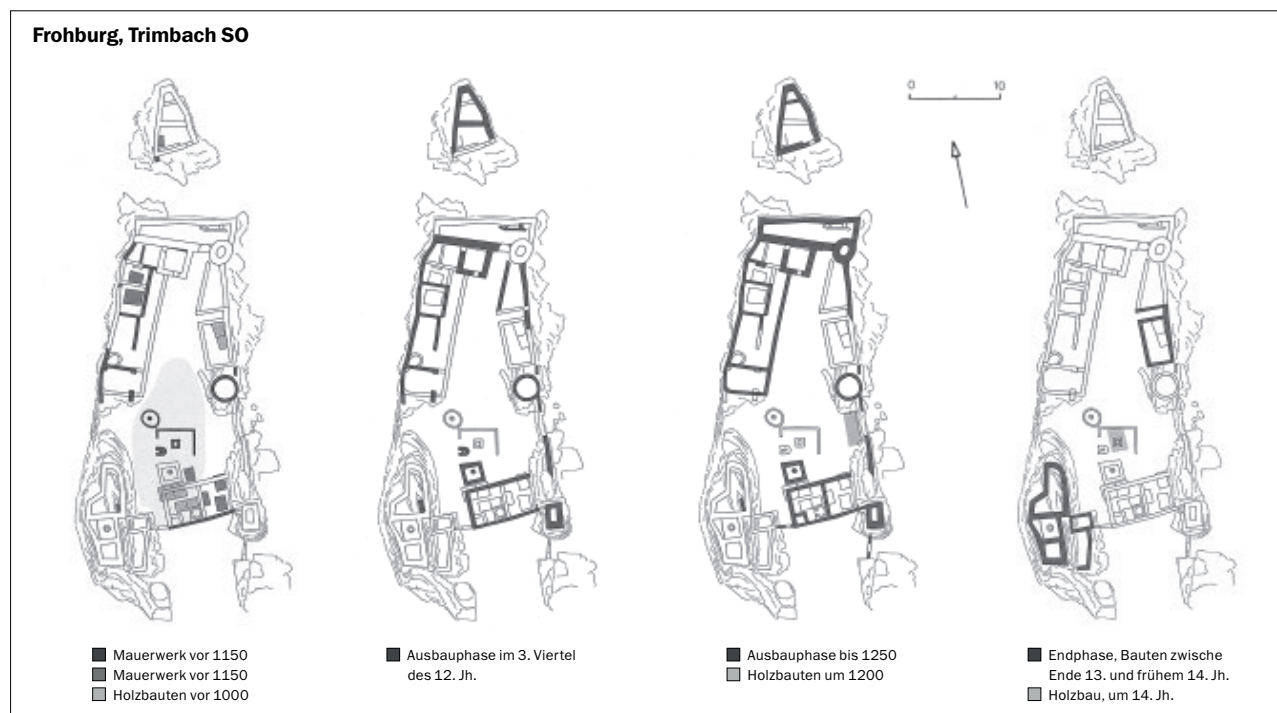 Frohburg, Trimbach SO
0 10
Mauerwerk vor 1150
Mauerwerk vor 1150
Holzbauten vor 1000
Ausbauphase im 3. Viertel
des 12. Jh.
Ausbauphase bis 1250
Holzbauten um 1200
Endphase, Bauten zwischen
Ende 13. und frühem 14. Jh.
Holzbau, um 14. Jh.